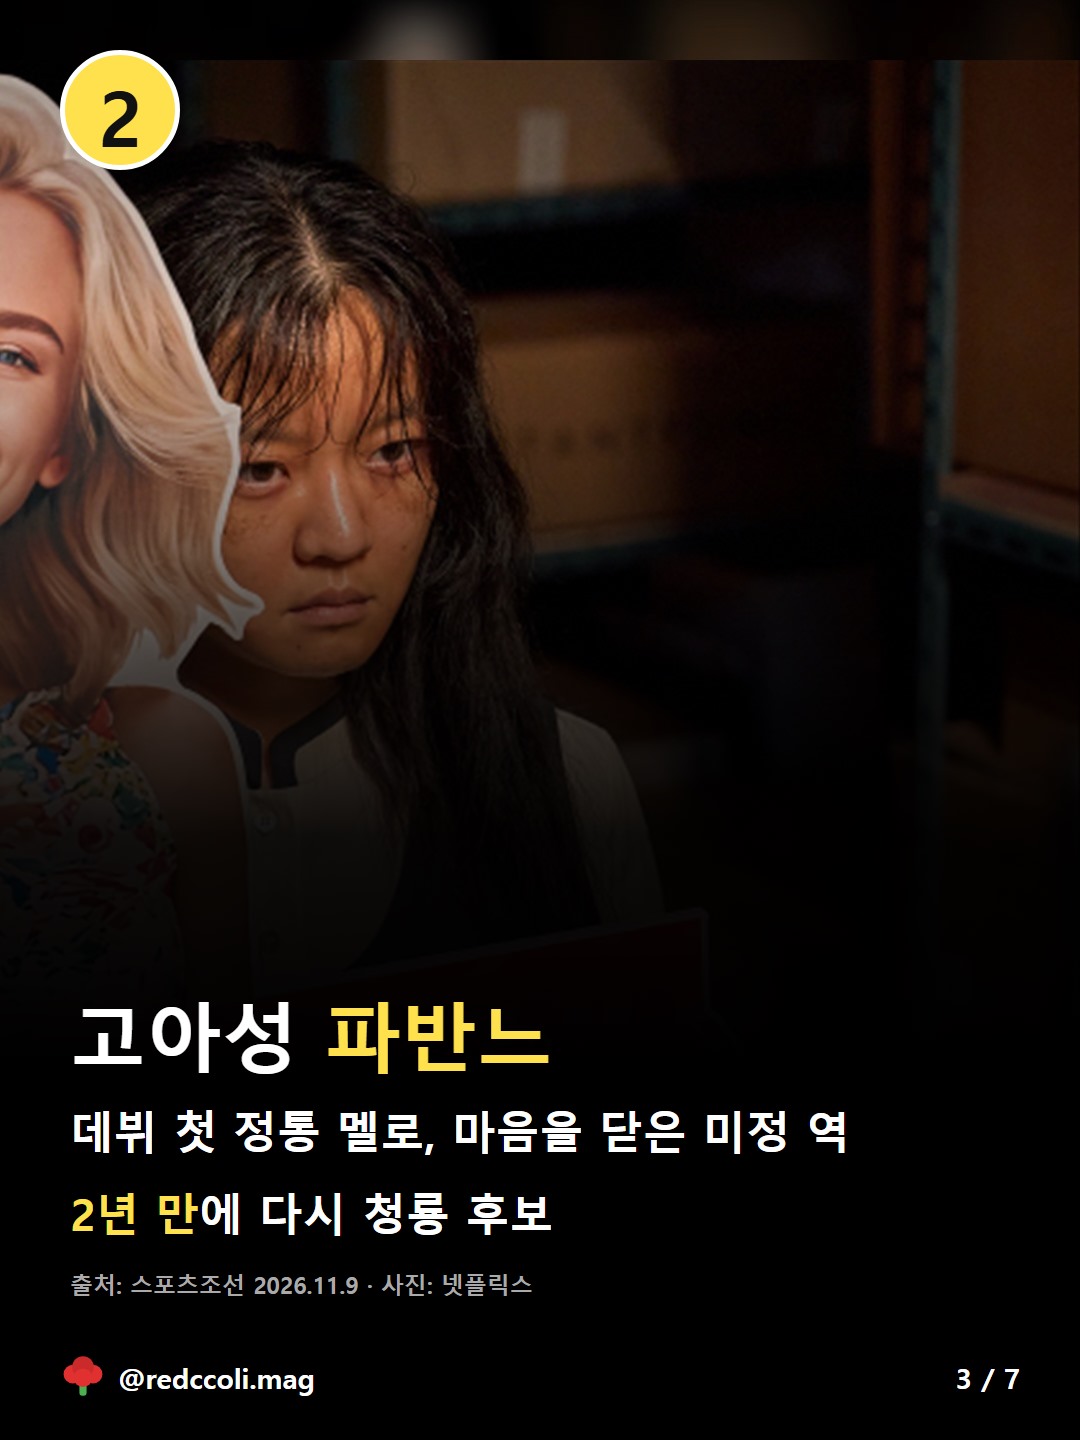 2
고아성 파반느
데뷔 첫 정통 멜로, 마음을 닫은 미정 역
2년 만에 다시 청룡 후보
출처: 스포츠조선 2026.11.9 · 사진: 넷플릭스
@redccoli.mag
3 / 7